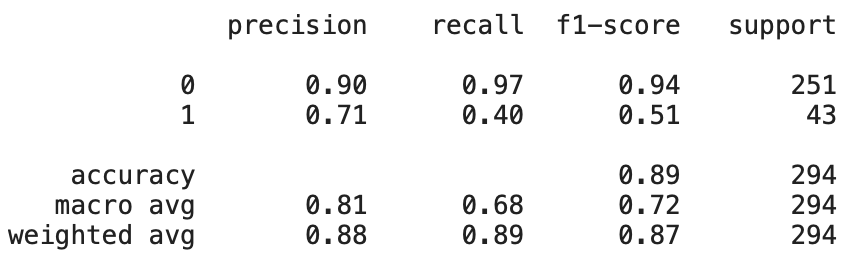 precision recall f1-score support
0 0.90 0.97 0.94 251
1 0.71 0.40 0.51 43
accuracy 0.89 294
macro avg 0.81 0.68 0.72 294
weighted avg 0.88 0.89 0.87 294